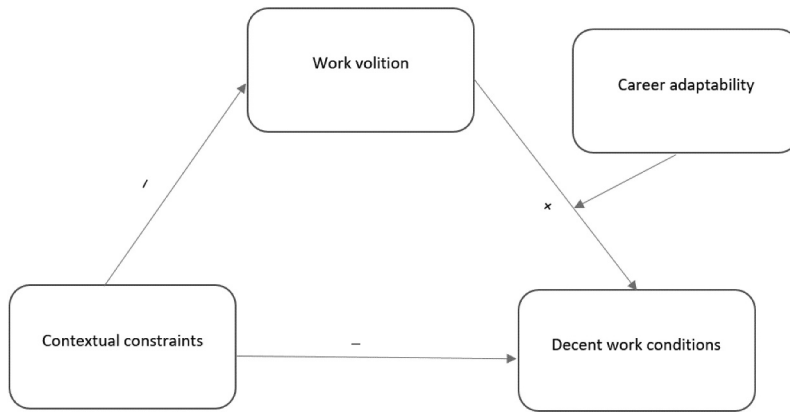 Work volition
Career adaptability
/
×
Contextual constraints
–
Decent work conditions